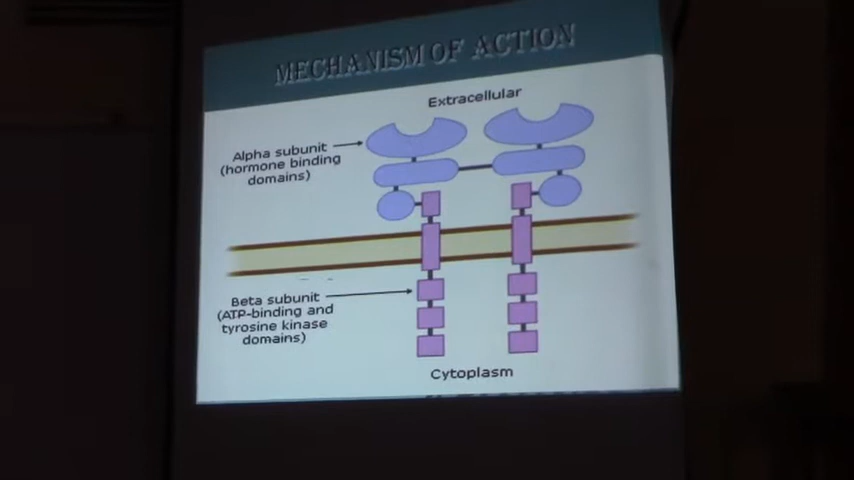 MECHANISM OF ACTION
Extracellular
Alpha subunit
(hormone binding
domains)
Beta subunit
(ATP-binding and
tyrosine kinase
domains)
Cytoplasm